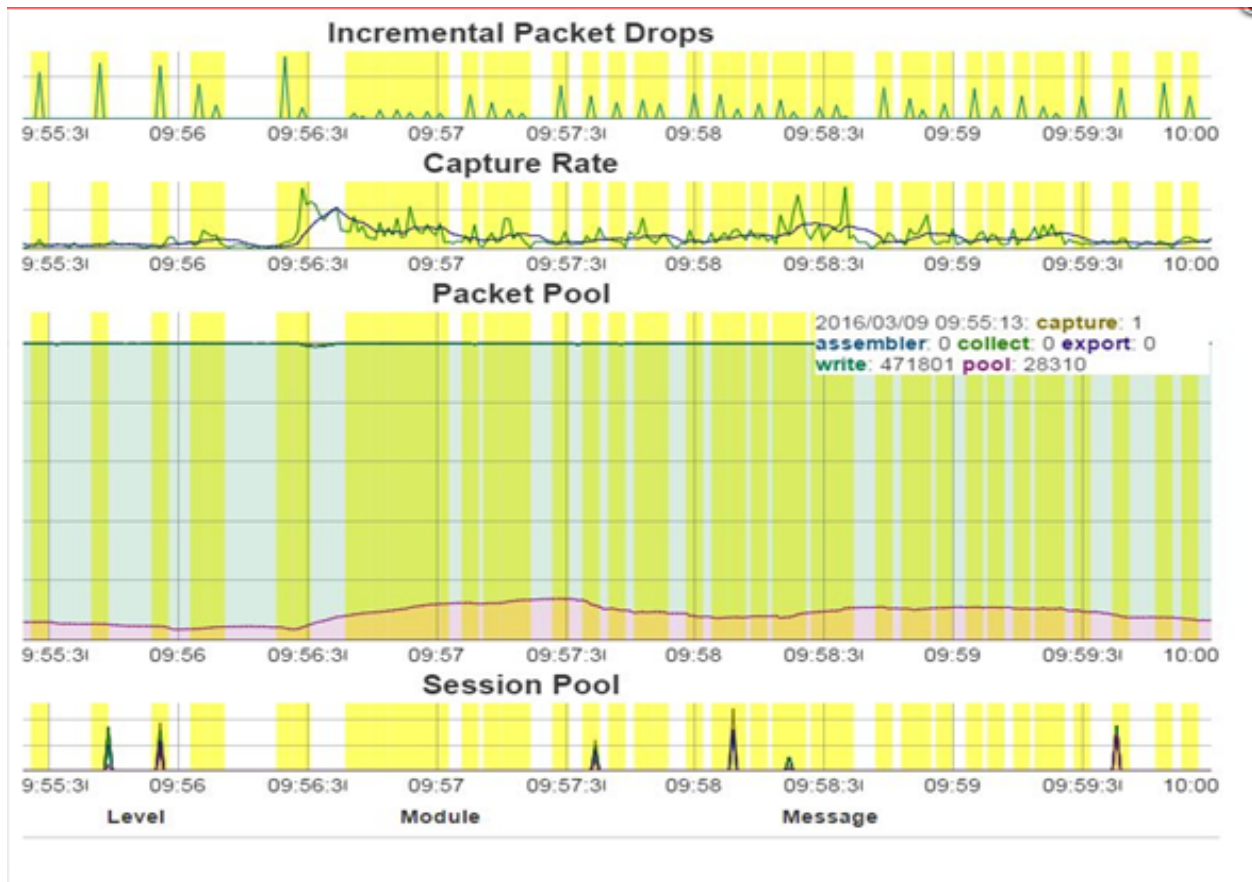 Incremental Packet Drops
9:55:3 09:56 09:56:3 09:57 09:57:3 09:58 09:58:3 09:59 09:59:3 10:00
Capture Rate
9:55:3 09:56 09:56:3 09:57 09:57:3 09:58 09:58:3 09:59 09:59:3 10:00
Packet Pool
2016/03/09 09:55:13: capture: 1
assembler: 0 collect: 0 export: 0
write: 471801 pool: 28310
9:55:3 09:56 09:56:3 09:57 09:57:3 09:58 09:58:3 09:59 09:59:3 10:00
Session Pool
9:55:3 09:56 09:56:3 09:57 09:57:3 09:58 09:58:3 09:59 09:59:3 10:00
Level Module Message